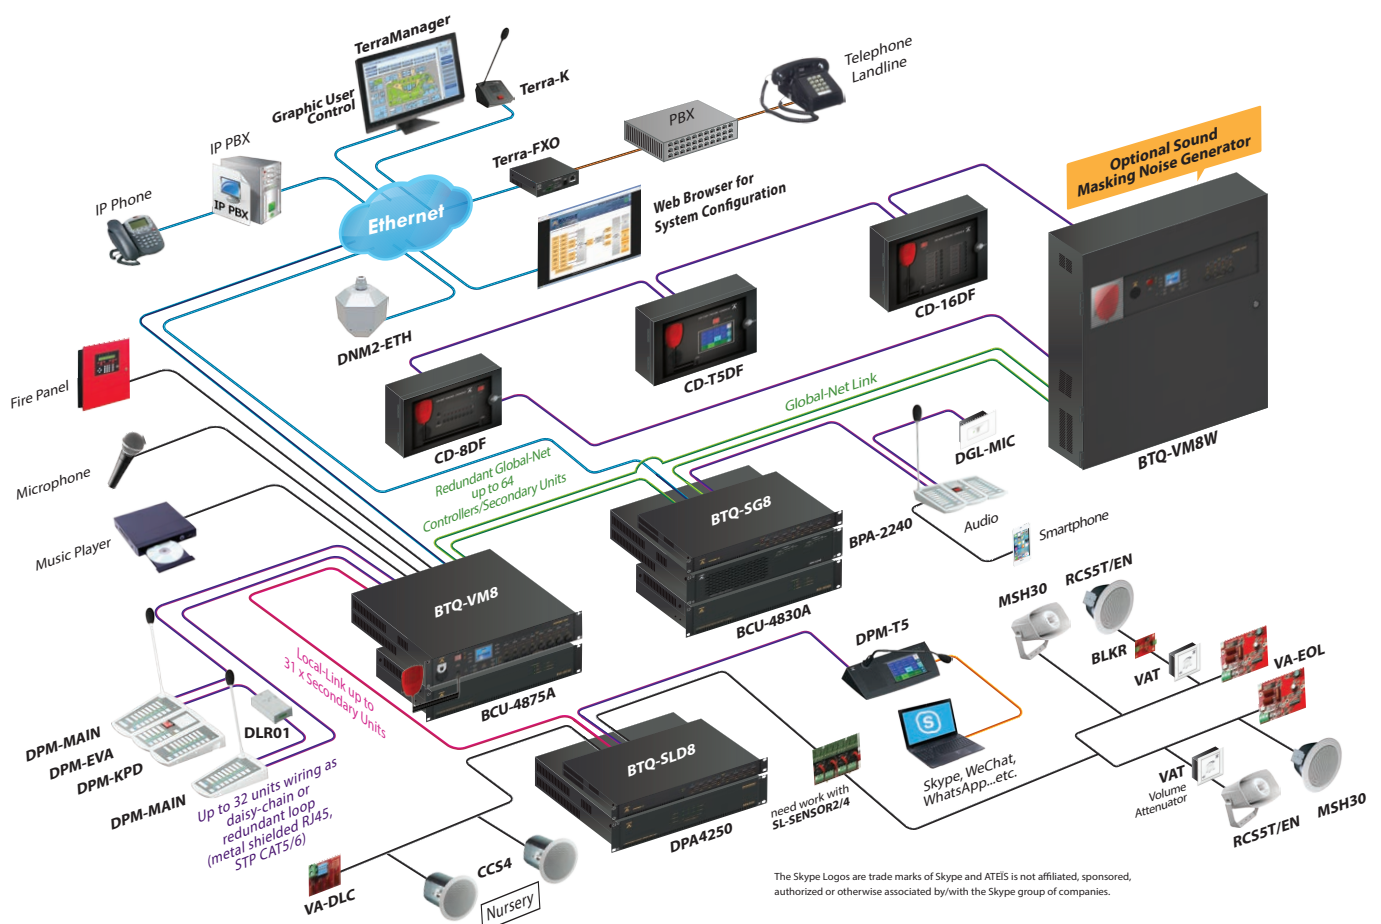 TerraManager
Graphic User
Control
Terra-K
Telephone
Landline
PBX
IP PBX
IP PBX
IP Phone
Terra-FXO
Ethernet
Web Browser for
System Configuration
Optional Sound
Masking Noise Generator
CD-16DF
DNM2-ETH
CD-T5DF
CD-8DF
BTQ-VM8W
Fire Panel
Microphone
Music Player
Global-Net Link
Redundant Global-Net
up to 64
Controllers/Secondary Units
DGL-MIC
Audio
Smartphone
BTQ-SG8
BPA-2240
BCU-4830A
BTQ-VM8
BCU-4875A
Local-Link up to
31 x Secondary Units
DPM-T5
Skype, WeChat,
WhatsApp...etc.
MSH30
RCS5T/EN
BLKR
VAT
VA-EOL
VAT
Volume
Attenuator
RCS5T/EN
MSH30
DPM-MAIN
DPM-EVA
DPM-KPD
DPM-MAIN
DLR01
Up to 32 units wiring as
daisy-chain or
redundant loop
(metal shielded RJ45,
STP CAT5/6)
BTQ-SLD8
DPA4250
need work with
SL-SENSOR2/4
VA-DLC
CCS4
Nursery
The Skype Logos are trade marks of Skype and ATEÏS is not affiliated, sponsored,
authorized or otherwise associated by/with the Skype group of companies.